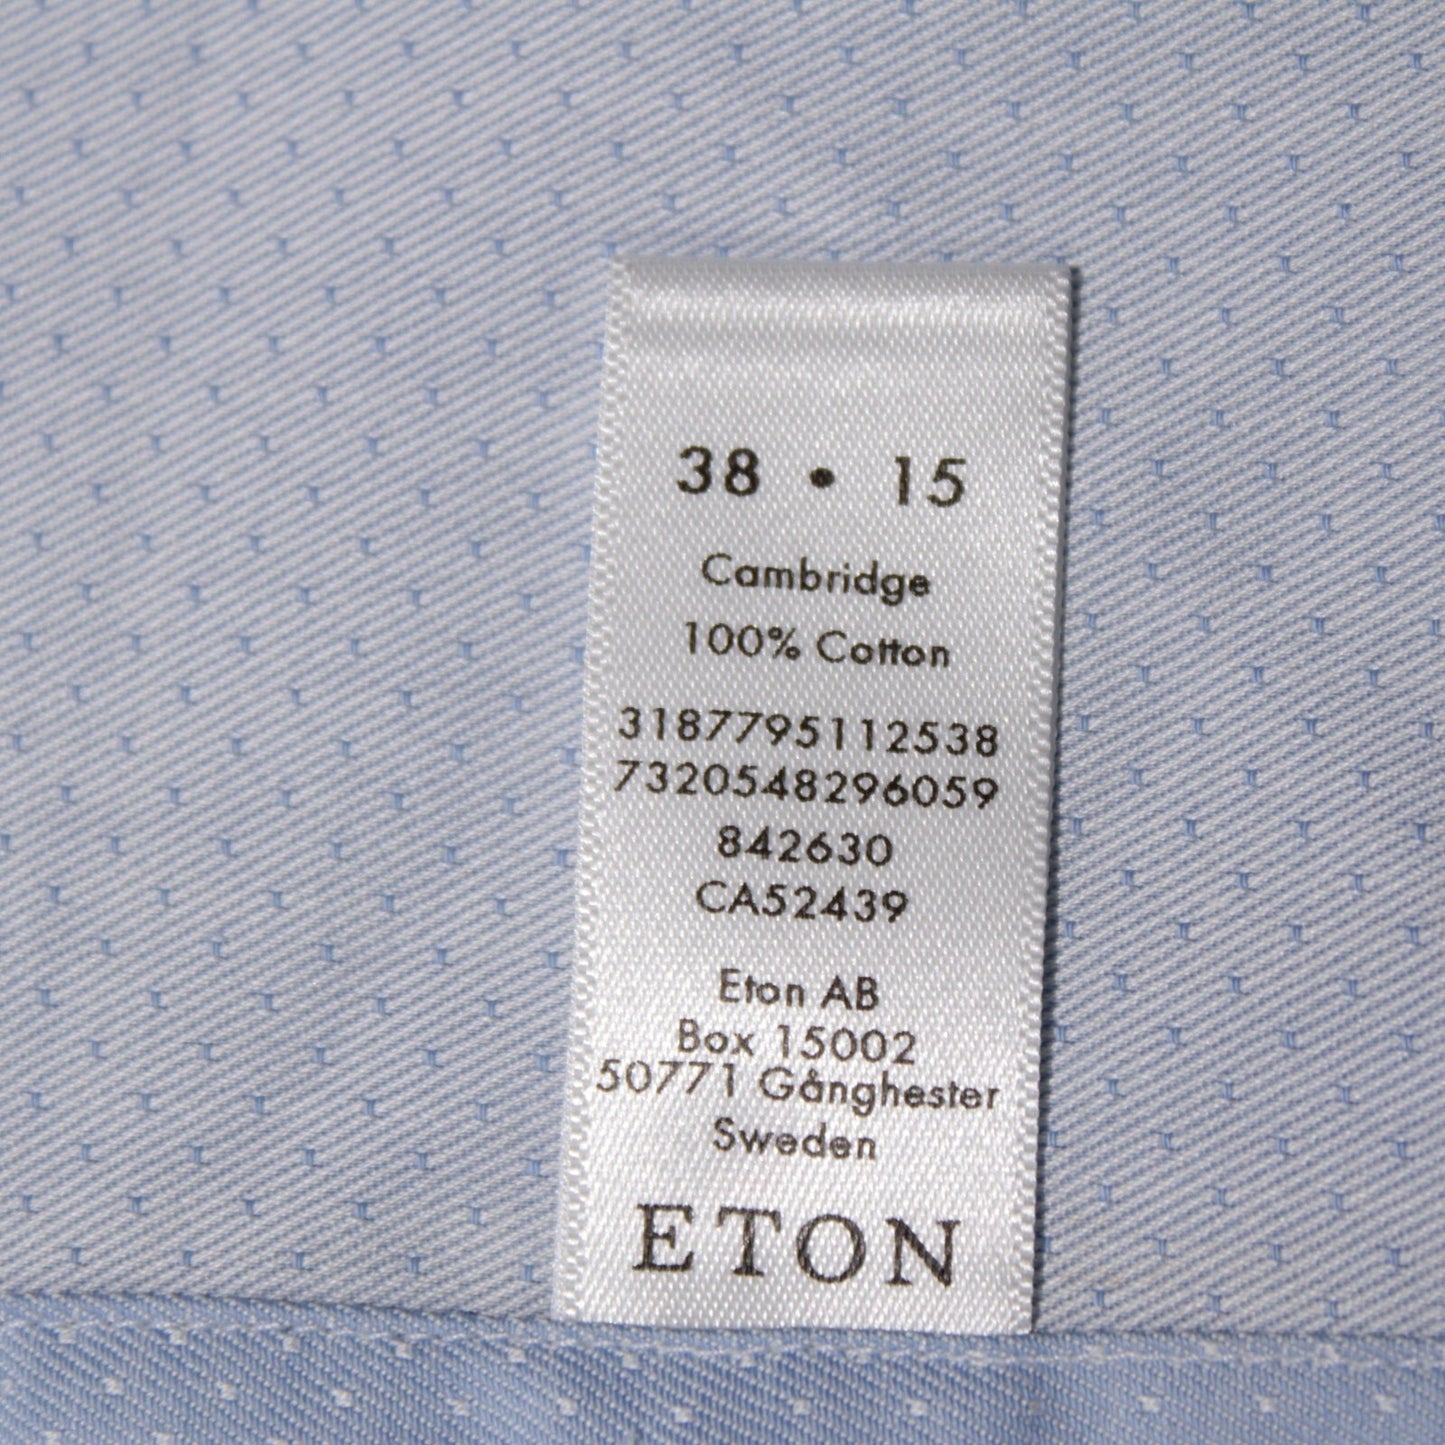 38 • 15
Cambridge
100% Cotton
3187795112538
7320548296059
842630
CA52439
Eton AB
Box 15002
50771 Gånghester
Sweden
ETON